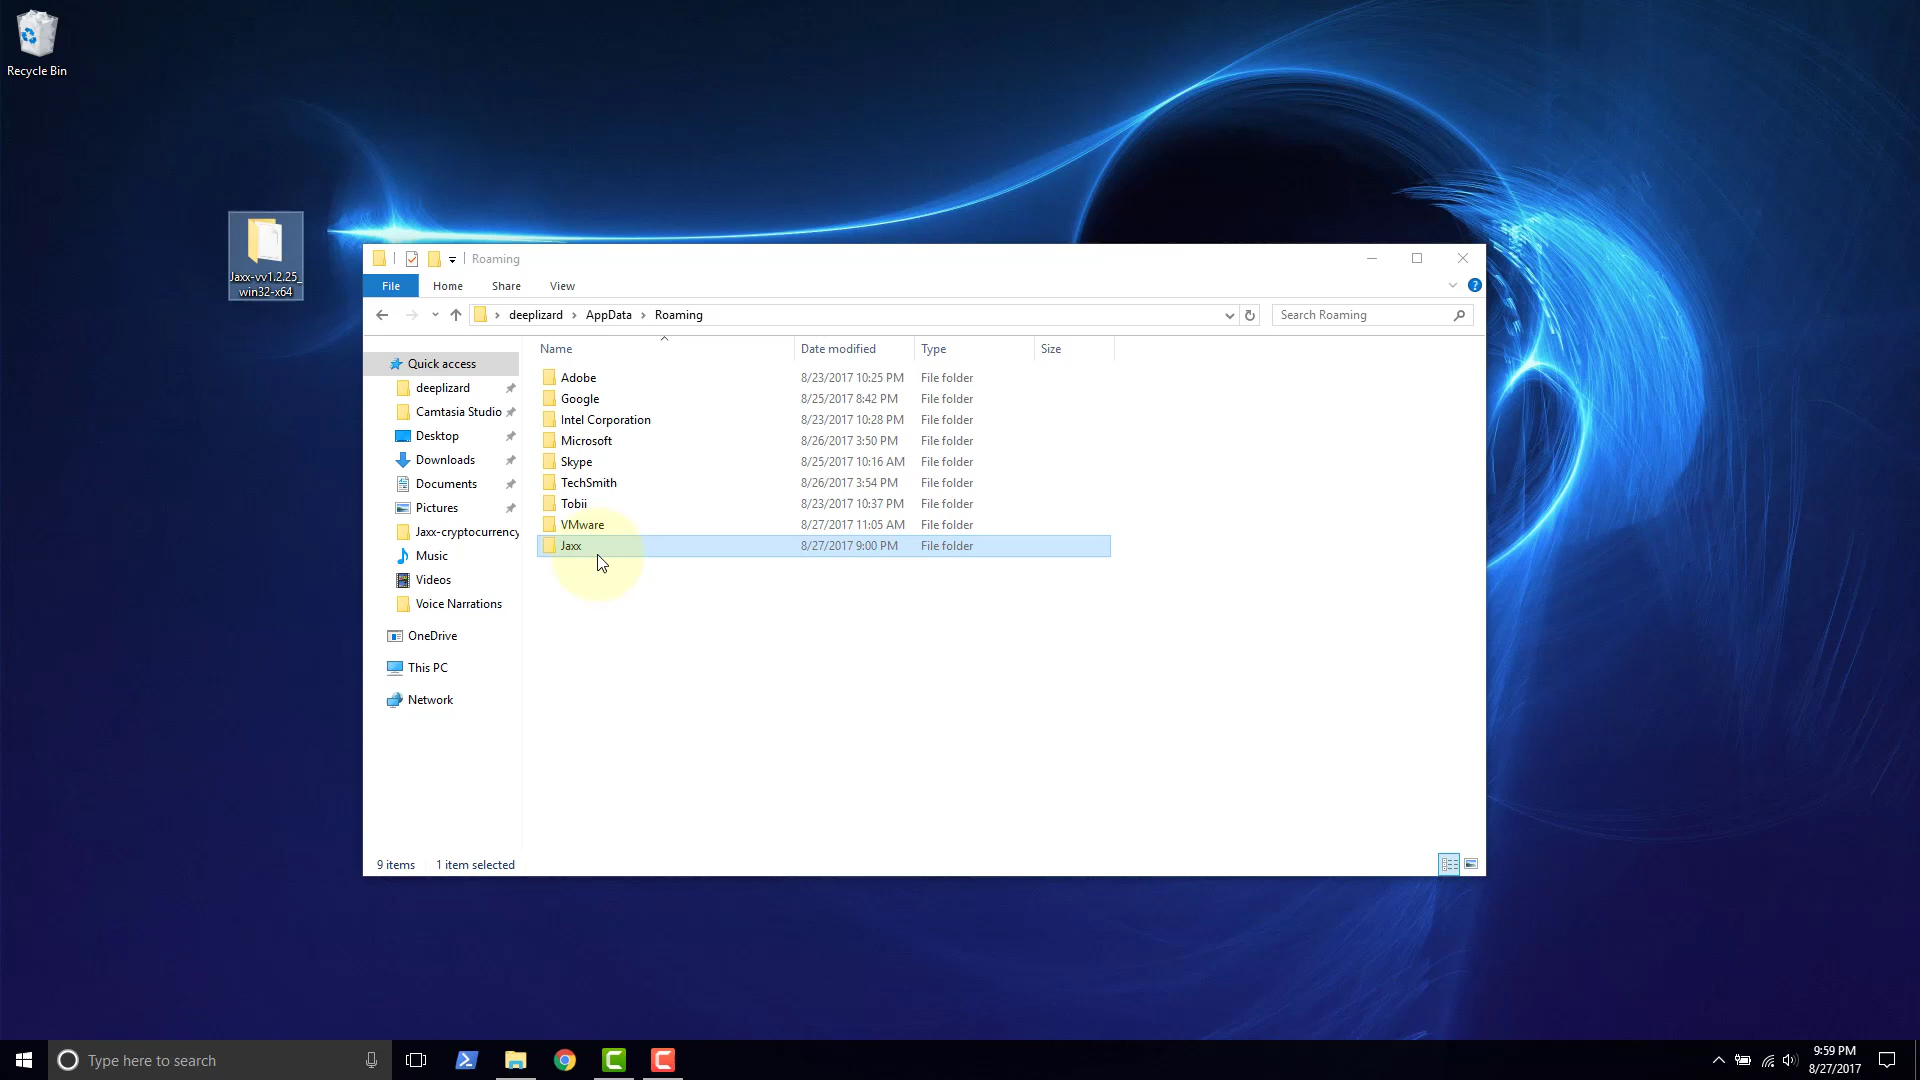 Recycle Bin
Jaxx-vv1.2.25_
win32-x64
Roaming
File Home Share View
deeplizard AppData Roaming
Search Roaming
Name Date modified Type Size
Quick access
deeplizard
Camtasia Studio
Desktop
Downloads
Documents
Pictures
Jaxx-cryptocurrency
Music
Videos
Voice Narrations
OneDrive
This PC
Network
Adobe 8/23/2017 10:25 PM File folder
Google 8/25/2017 8:42 PM File folder
Intel Corporation 8/23/2017 10:28 PM File folder
Microsoft 8/26/2017 3:50 PM File folder
Skype 8/25/2017 10:16 AM File folder
TechSmith 8/26/2017 3:54 PM File folder
Tobii 8/23/2017 10:37 PM File folder
VMware 8/27/2017 11:05 AM File folder
Jaxx 8/27/2017 9:00 PM File folder
9 items 1 item selected
Type here to search
9:59 PM
8/27/2017